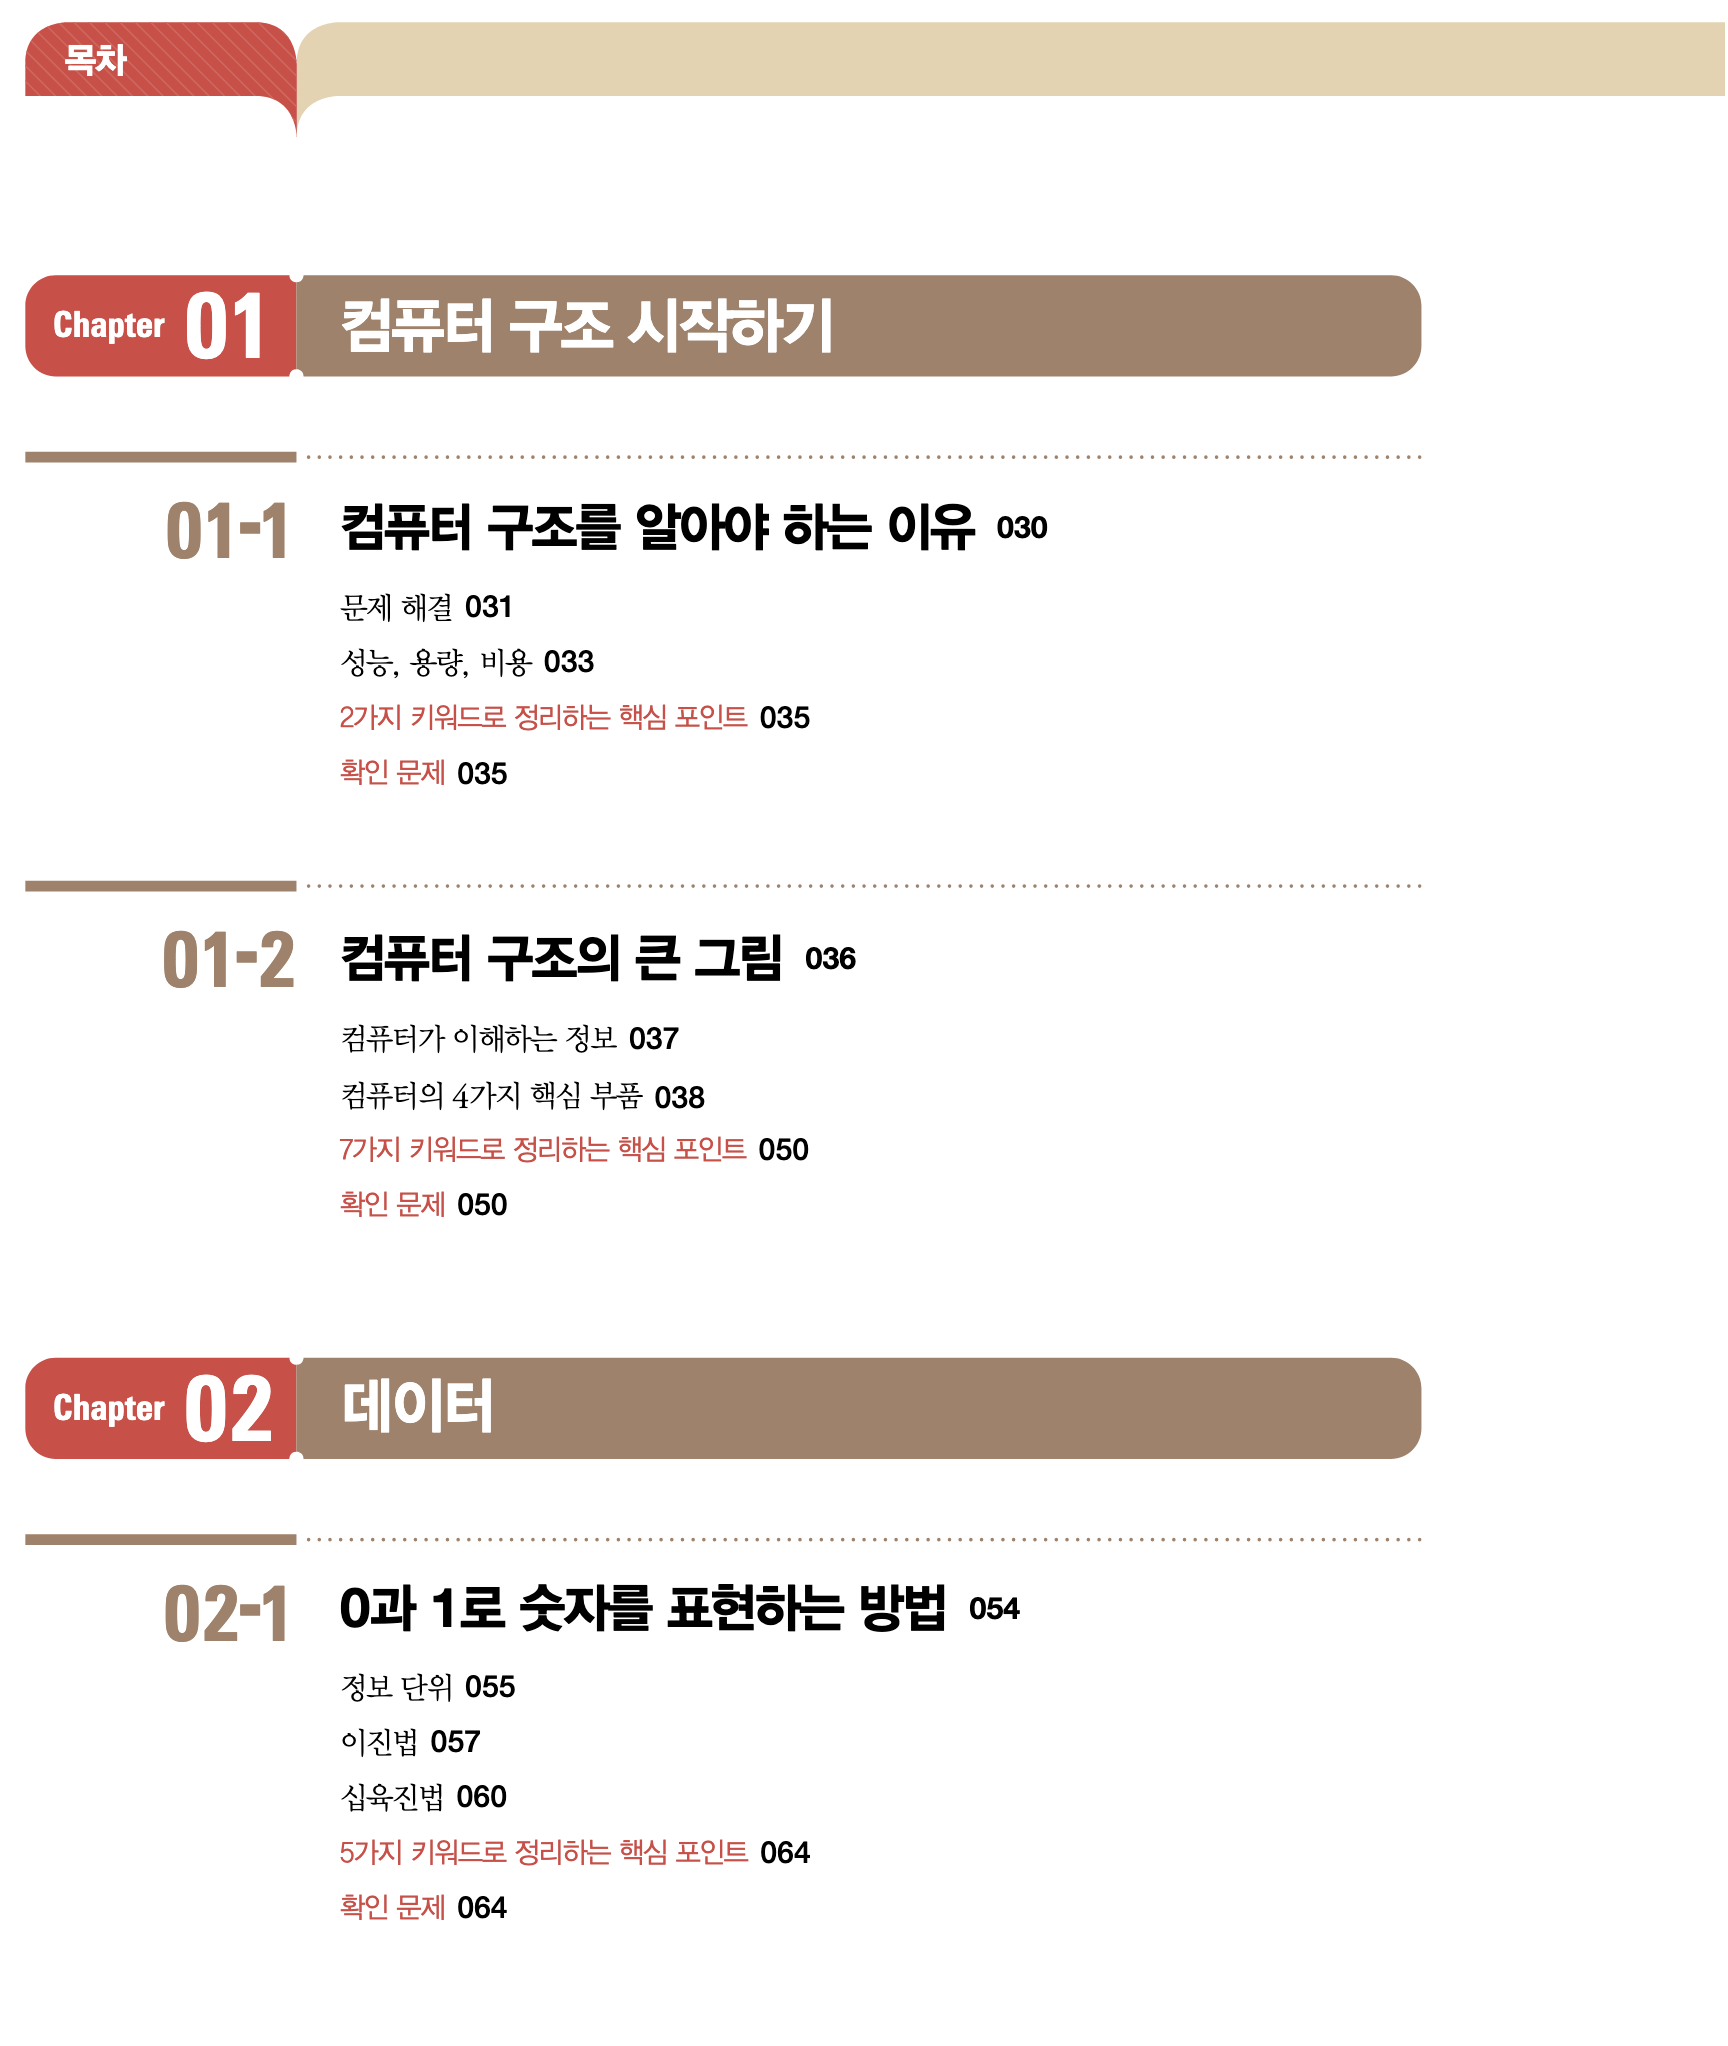 목차
Chapter 01 컴퓨터 구조 시작하기
01-1 컴퓨터 구조를 알아야 하는 이유 030
문제 해결 031
성능, 용량, 비용 033
2가지 키워드로 정리하는 핵심 포인트 035
확인 문제 035
01-2 컴퓨터 구조의 큰 그림 036
컴퓨터가 이해하는 정보 037
컴퓨터의 4가지 핵심 부품 038
7가지 키워드로 정리하는 핵심 포인트 050
확인 문제 050
Chapter 02 데이터
02-1 0과 1로 숫자를 표현하는 방법 054
정보 단위 055
이진법 057
십육진법 060
5가지 키워드로 정리하는 핵심 포인트 064
확인 문제 064